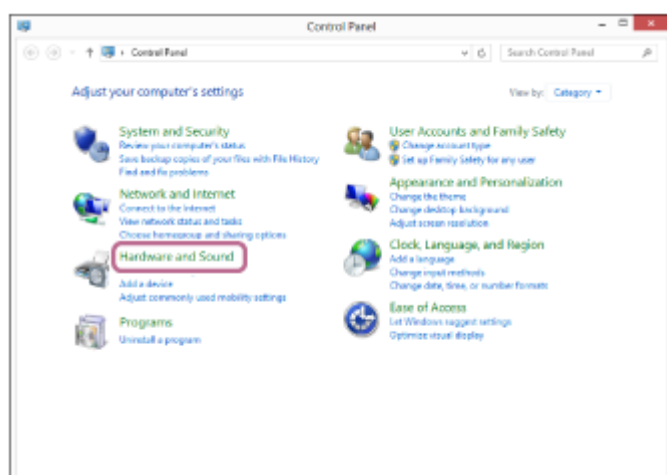 Control Panel
Control Panel
Search Control Panel
Adjust your computer's settings
View by: Category
System and Security
Review your computer's status
Save backup copies of your files with File History
Find and fix problems
Network and Internet
Connect to the Internet
View network status and tasks
Choose homegroup and sharing options
Hardware and Sound
Add a device
Adjust commonly used mobility settings
Programs
Uninstall a program
User Accounts and Family Safety
Change account type
Set up Family Safety for any user
Appearance and Personalization
Change the theme
Change desktop background
Adjust screen resolution
Clock, Language, and Region
Add a language
Change input methods
Change date, time, or number formats
Ease of Access
Let Windows suggest settings
Optimize visual display